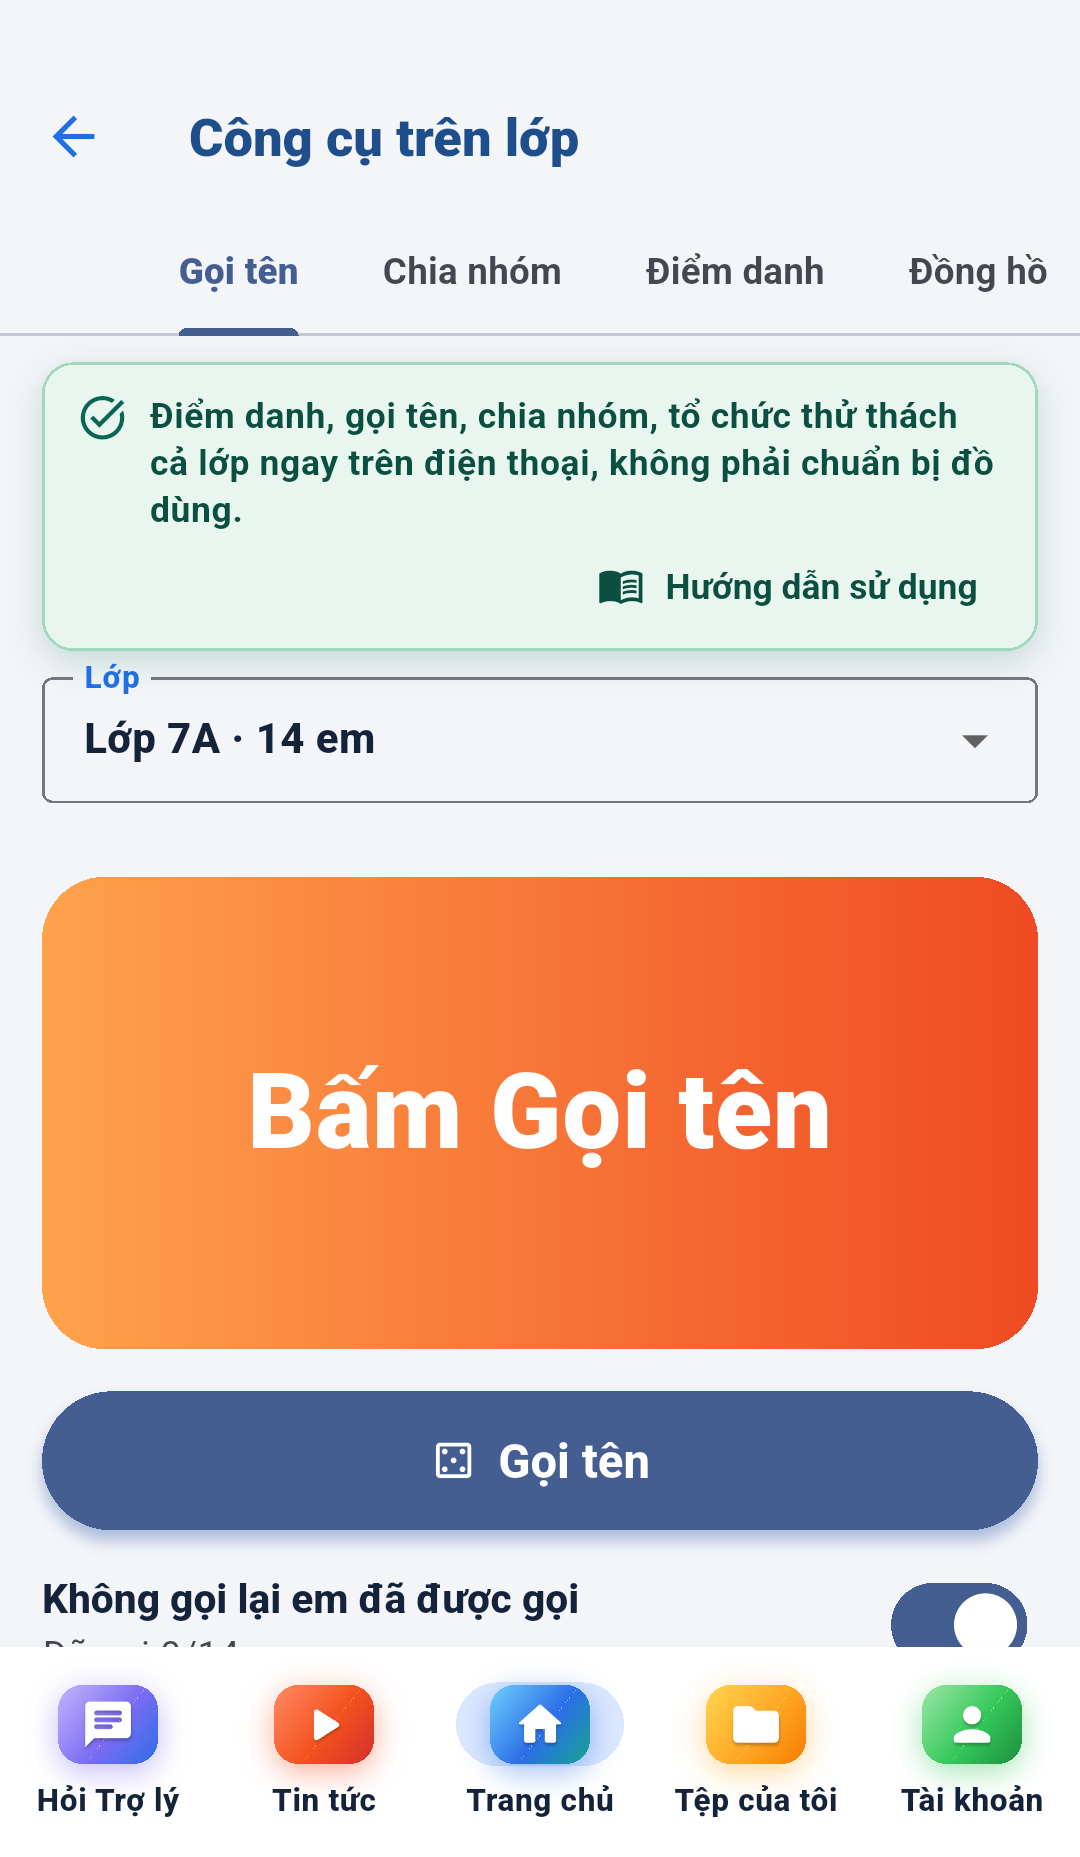 Công cụ trên lớp
Gọi tên
Chia nhóm
Điểm danh
Đồng hồ
Điểm danh, gọi tên, chia nhóm, tổ chức thử thách
cả lớp ngay trên điện thoại, không phải chuẩn bị đồ
dùng.
Hướng dẫn sử dụng
Lớp
Lớp 7A · 14 em
Bấm Gọi tên
Gọi tên
Không gọi lại em đã được gọi
Hỏi Trợ lý
Tin tức
Trang chủ
Tệp của tôi
Tài khoản